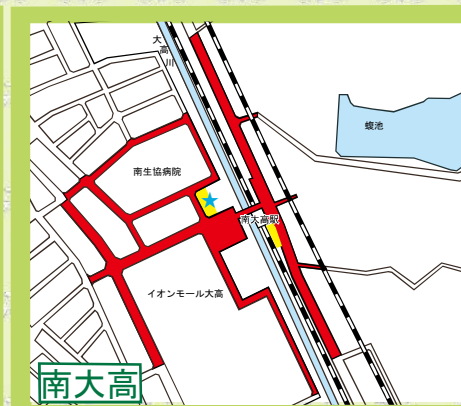 大高川
蝮池
南生協病院
南大高駅
イオンモール大高
南大高